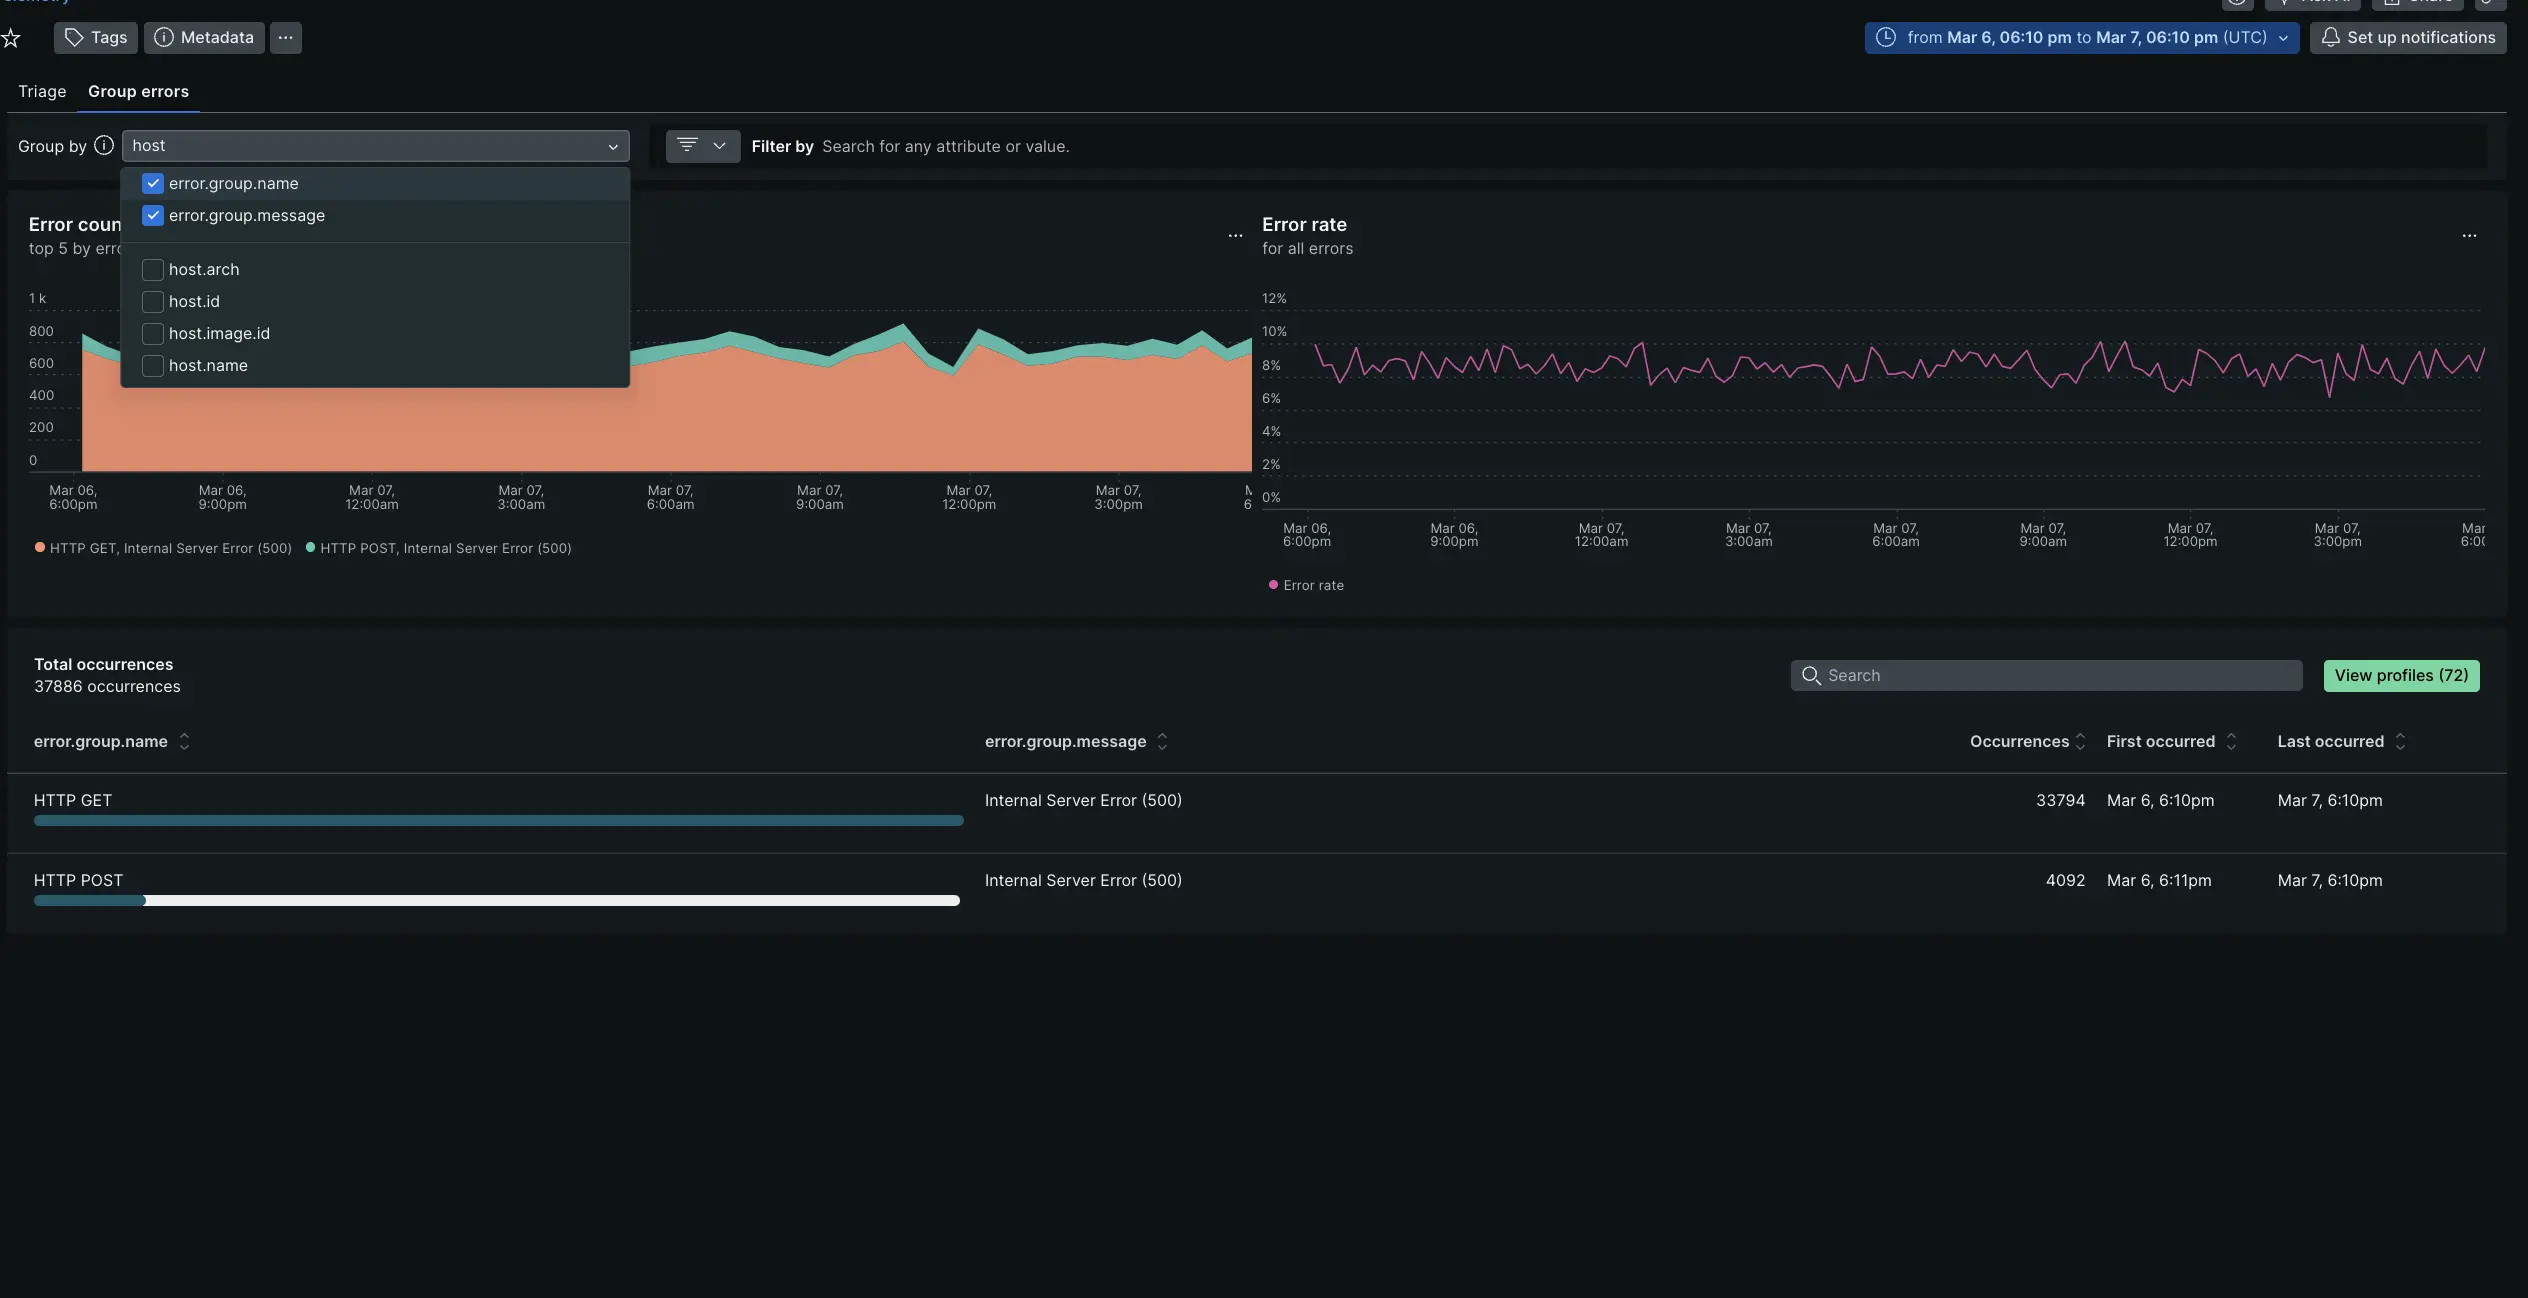 Tags
Metadata
from Mar 6, 06:10 pm to Mar 7, 06:10 pm (UTC)
Set up notifications
Triage
Group errors
Group by
host
Filter by Search for any attribute or value.
error.group.name
error.group.message
host.arch
host.id
host.image.id
host.name
Error coun
top 5 by erro
1 k
800
600
400
200
0
Mar 06,
6:00pm
Mar 06,
9:00pm
Mar 07,
12:00am
Mar 07,
3:00am
Mar 07,
6:00am
Mar 07,
9:00am
Mar 07,
12:00pm
Mar 07,
3:00pm
HTTP GET, Internal Server Error (500)
HTTP POST, Internal Server Error (500)
Error rate
for all errors
12%
10%
8%
6%
4%
2%
0%
Mar 06,
6:00pm
Mar 06,
9:00pm
Mar 07,
12:00am
Mar 07,
3:00am
Mar 07,
6:00am
Mar 07,
9:00am
Mar 07,
12:00pm
Mar 07,
3:00pm
Mar
6:00
Error rate
Total occurrences
37886 occurrences
Search
View profiles (72)
error.group.name
error.group.message
Occurrences
First occurred
Last occurred
HTTP GET
Internal Server Error (500)
33794
Mar 6, 6:10pm
Mar 7, 6:10pm
HTTP POST
Internal Server Error (500)
4092
Mar 6, 6:11pm
Mar 7, 6:10pm